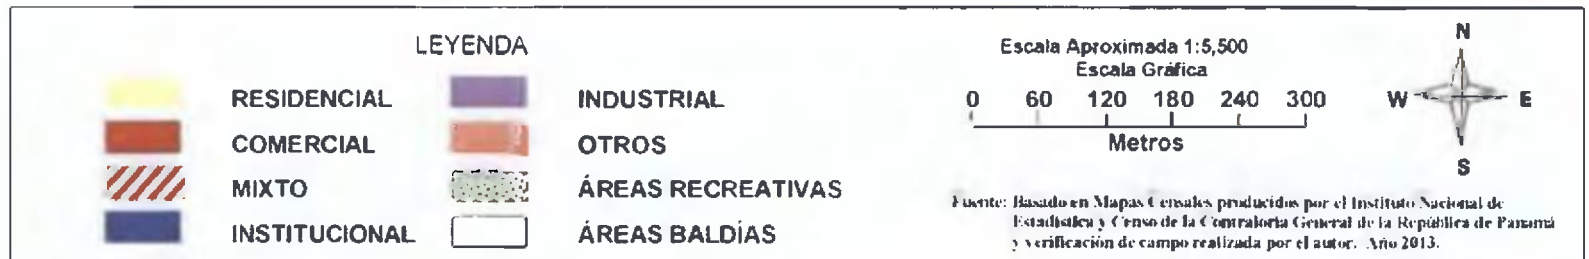 LEYENDA
RESIDENCIAL
COMERCIAL
MIXTO
INSTITUCIONAL
INDUSTRIAL
OTROS
ÁREAS RECREATIVAS
ÁREAS BALDÍAS
Escala Aproximada 1:5,500
Escala Gráfica
0 60 120 180 240 300
Metros
N
W E
S
Fuente: Basado en Mapas Censales producidos por el Instituto Nacional de
Estadística y Censo de la Contraloría General de la República de Panamá
y verificación de campo realizada por el autor. Año 2013.